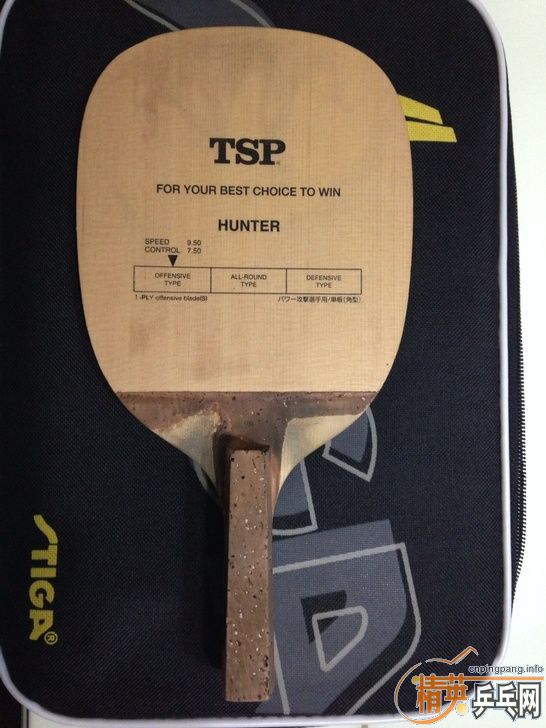 TSP
FOR YOUR BEST CHOICE TO WIN
HUNTER
SPEED 9.50
CONTROL 7.50
OFFENSIVE TYPE
ALL-ROUND TYPE
DEFENSIVE TYPE
1-PLY offensive blade(S)
パワー攻撃選手用/単板(角型)
STIGA®
cnpingpang.info
精英乒乓网